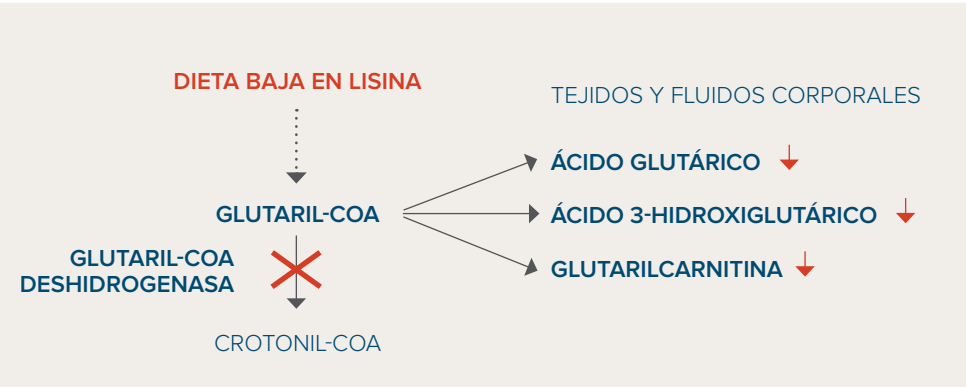 DIETA BAJA EN LISINA
TEJIDOS Y FLUIDOS CORPORALES
ÁCIDO GLUTÁRICO
GLUTARIL-COA
ÁCIDO 3-HIDROXIGLUTÁRICO
GLUTARIL-COA
DESHIDROGENASA
GLUTARILCARNITINA
CROTONIL-COA